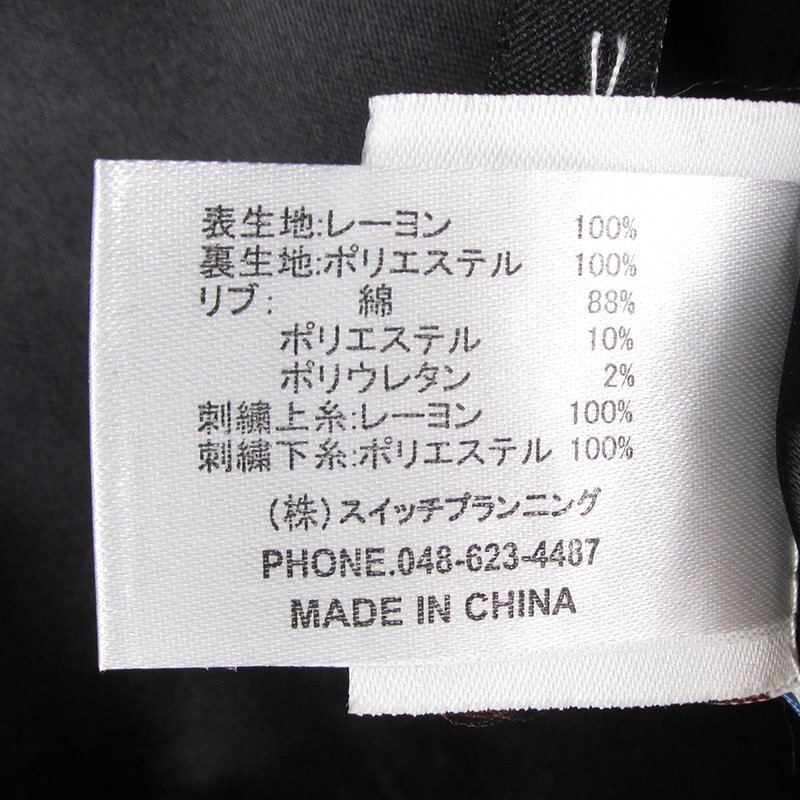 表生地:レーヨン 100%
裏生地:ポリエステル 100%
リブ: 綿 88%
ポリエステル 10%
ポリウレタン 2%
刺繍上糸:レーヨン 100%
刺繍下糸:ポリエステル 100%
(株)スイッチプランニング
PHONE.048-623-4487
MADE IN CHINA